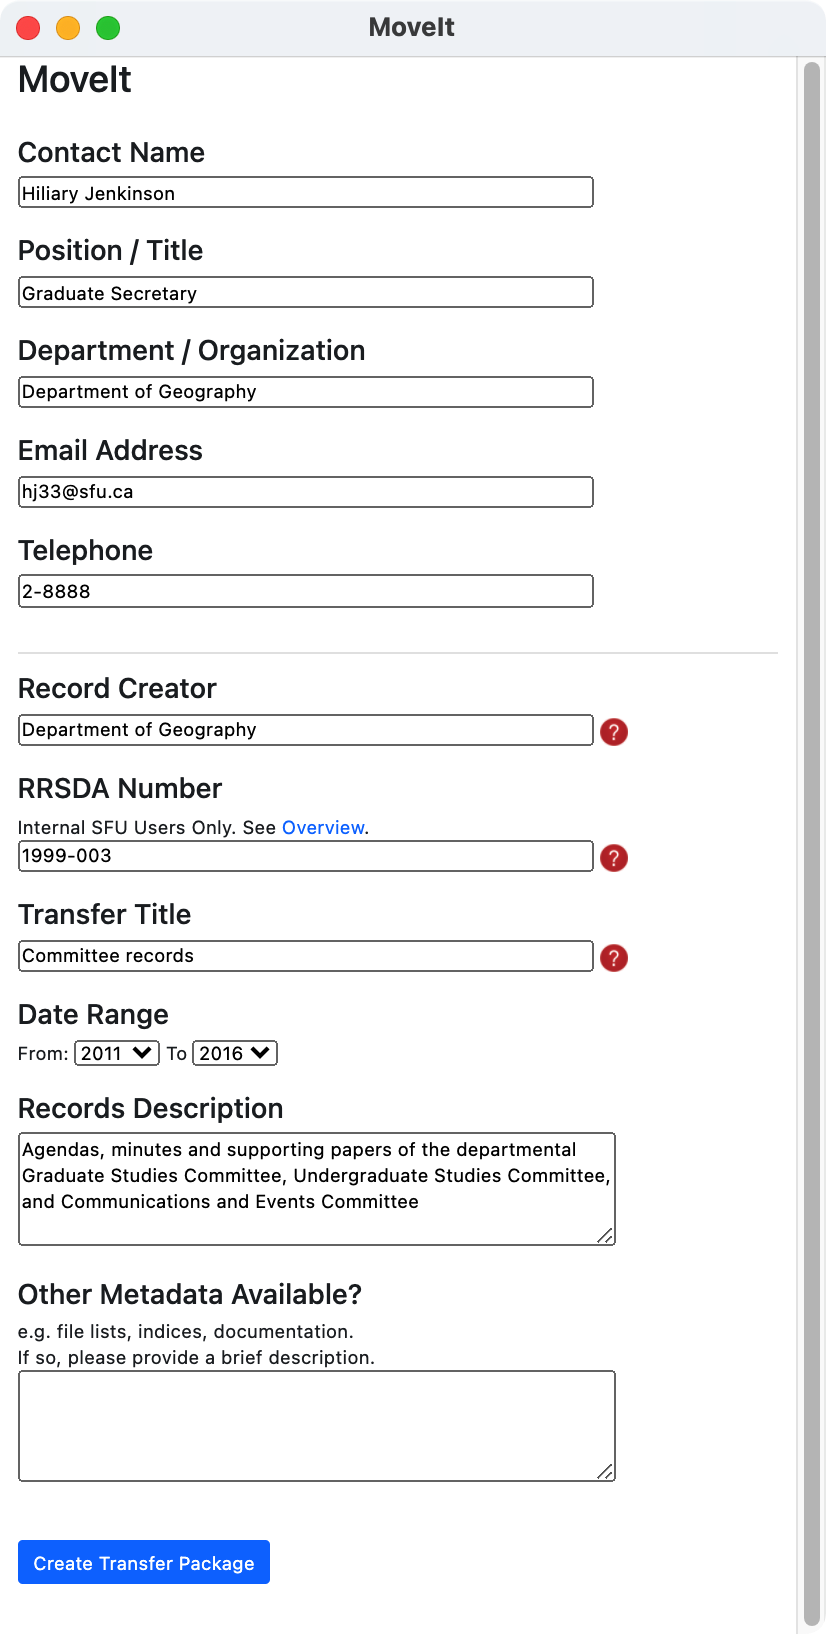 MoveIt
MoveIt
Contact Name
Hiliary Jenkinson
Position / Title
Graduate Secretary
Department / Organization
Department of Geography
Email Address
hj33@sfu.ca
Telephone
2-8888
Record Creator
Department of Geography
?
RRSDA Number
Internal SFU Users Only. See Overview.
1999-003
?
Transfer Title
Committee records
?
Date Range
From: 2011 To 2016
Records Description
Agendas, minutes and supporting papers of the departmental
Graduate Studies Committee, Undergraduate Studies Committee,
and Communications and Events Committee
Other Metadata Available?
e.g. file lists, indices, documentation.
If so, please provide a brief description.
Create Transfer Package